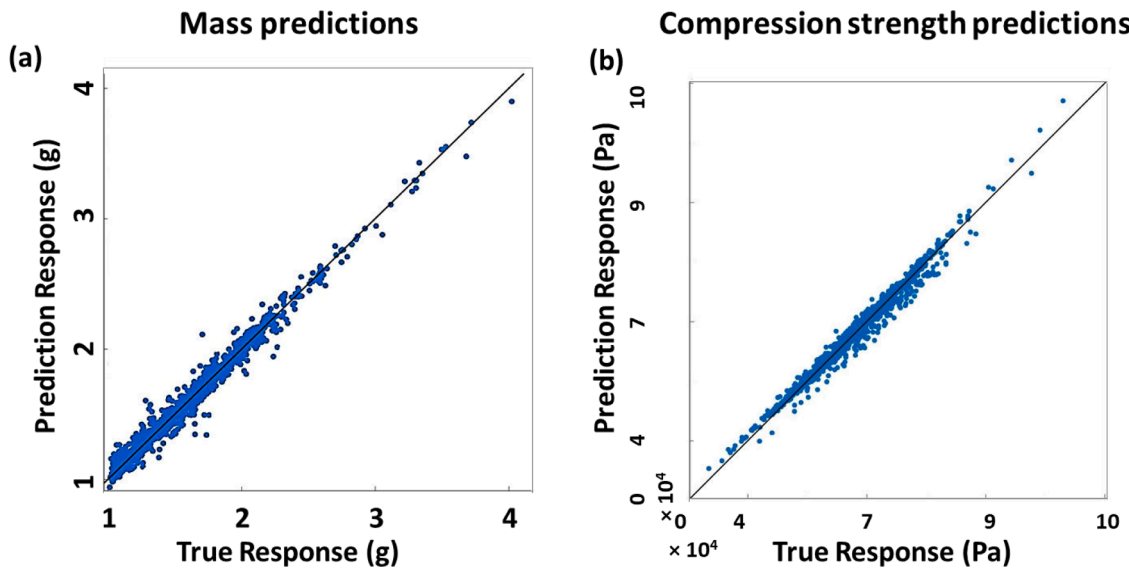 Mass predictions
(a)
Prediction Response (g)
4
3
2
1
1 2 3 4
True Response (g)
Compression strength predictions
(b)
Prediction Response (Pa)
10
9
7
4
0
× 10⁴
0 4 7 9 10
× 10⁴
True Response (Pa)